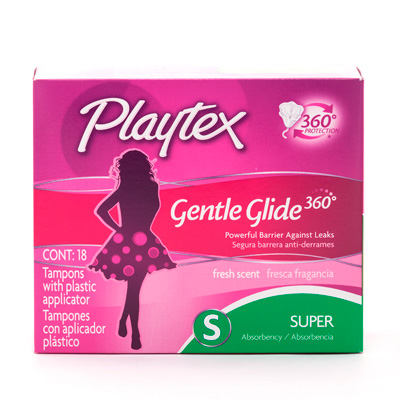 Playtex
360°
PROTECTION
Gentle Glide 360°
Powerful Barrier Against Leaks
Segura barrera anti-derrames
CONT: 18
Tampons
with plastic
applicator
Tampones
con aplicador
plástico
fresh scent fresca fragancia
S
SUPER
Absorbency / Absorbencia